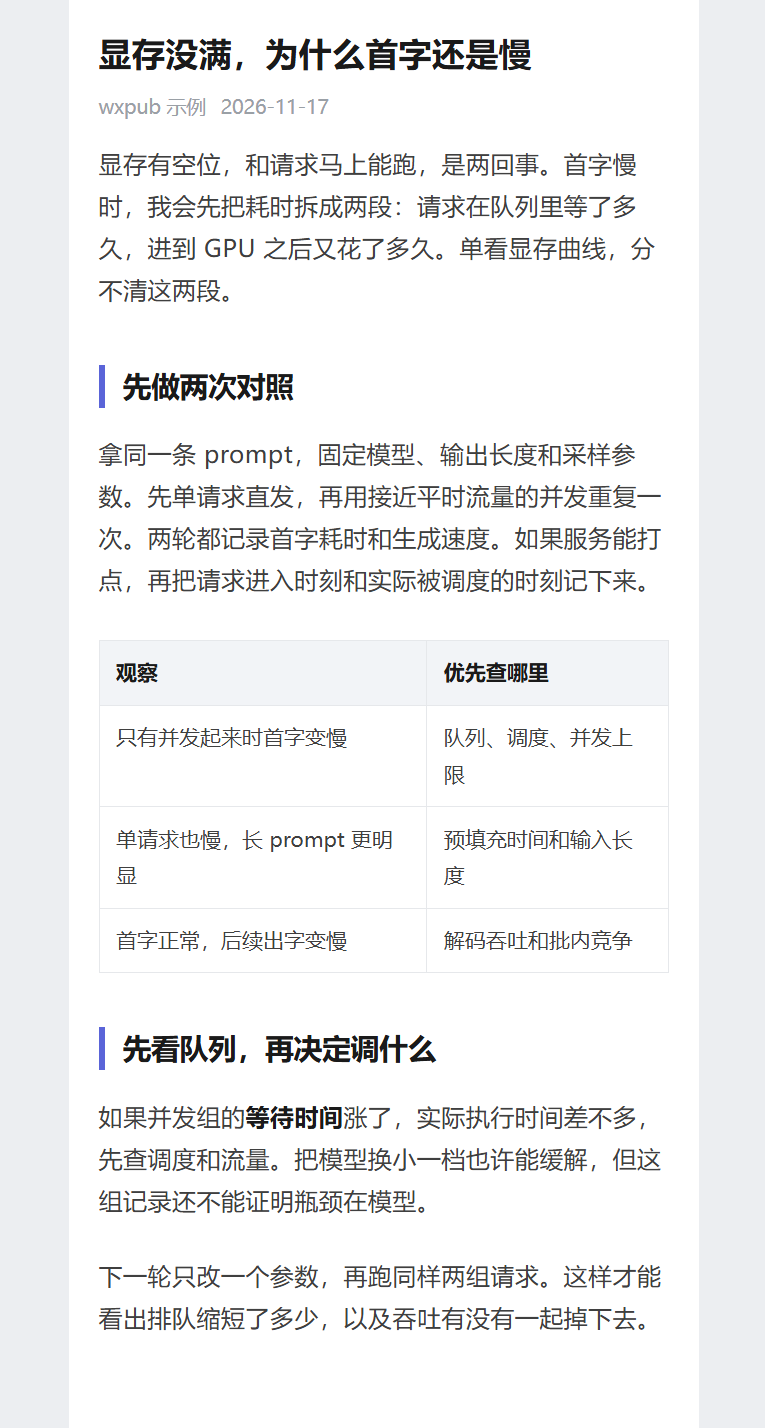 显存没满，为什么首字还是慢
wxpub 示例 2026-11-17
显存有空位，和请求马上能跑，是两回事。首字慢
时，我会先把耗时拆成两段：请求在队列里等了多
久，进到 GPU 之后又花了多久。单看显存曲线，分
不清这两段。
先做两次对照
拿同一条 prompt，固定模型、输出长度和采样参
数。先单请求直发，再用接近平时流量的并发重复一
次。两轮都记录首字耗时和生成速度。如果服务能打
点，再把请求进入时刻和实际被调度的时刻记下来。
观察 优先查哪里
只有并发起来时首字变慢 队列、调度、并发上
限
单请求也慢，长 prompt 更明 预填充时间和输入长
显 度
首字正常，后续出字变慢 解码吞吐和批内竞争
先看队列，再决定调什么
如果并发组的等待时间涨了，实际执行时间差不多，
先查调度和流量。把模型换小一档也许能缓解，但这
组记录还不能证明瓶颈在模型。
下一轮只改一个参数，再跑同样两组请求。这样才能
看出排队缩短了多少，以及吞吐有没有一起掉下去。